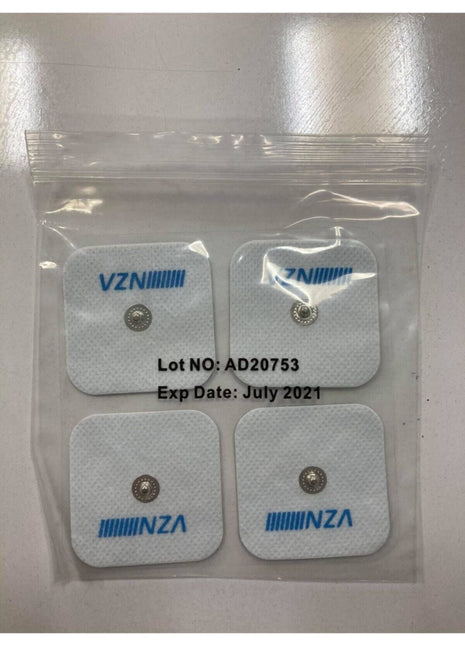 VZN VZN
Lot NO: AD20753
Exp Date: July 2021
VZN VZN